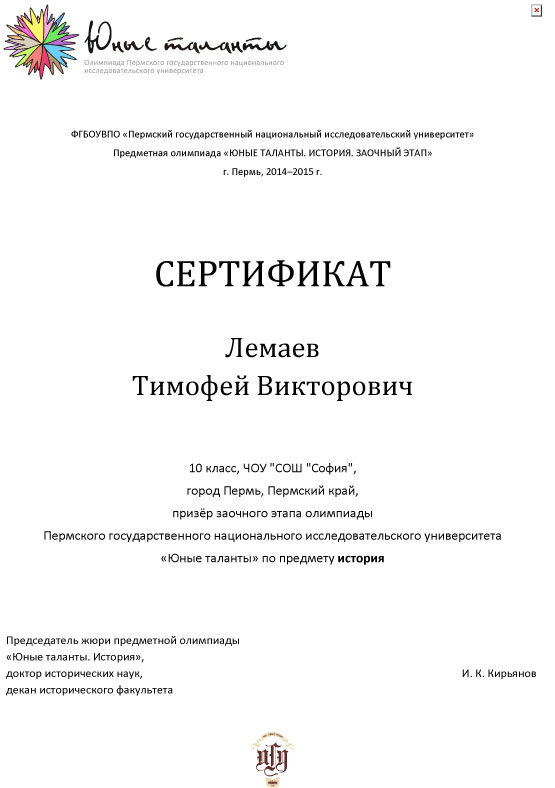 Юные таланты
Олимпиада Пермского государственного национального
исследовательского университета
ФГБОУВПО «Пермский государственный национальный исследовательский университет»
Предметная олимпиада «ЮНЫЕ ТАЛАНТЫ. ИСТОРИЯ. ЗАОЧНЫЙ ЭТАП»
г. Пермь, 2014–2015 г.
СЕРТИФИКАТ
Лемаев
Тимофей Викторович
10 класс, ЧОУ "СОШ "София",
город Пермь, Пермский край,
призёр заочного этапа олимпиады
Пермского государственного национального исследовательского университета
«Юные таланты» по предмету история
Председатель жюри предметной олимпиады
«Юные таланты. История»,
доктор исторических наук,
И. К. Кирьянов
декан исторического факультета